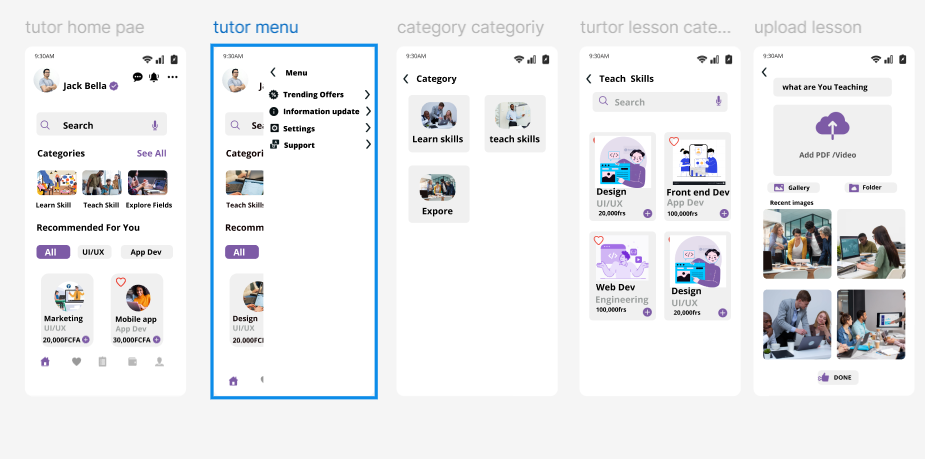 tutor home pae
9:30AM
Jack Bella
Search
Categories See All
Learn Skill Teach Skill Explore Fields
Recommended For You
All UI/UX App Dev
Marketing
UI/UX
20,000FCFA
Mobile app
App Dev
30,000FCFA
tutor menu
9:30AM
Menu
Trending Offers
Information update
Settings
Support
Categori
Teach Skill
Recomm
All
Design
UI/UX
20,000FCF
category categoriy
9:30AM
Category
Learn skills
teach skills
Expore
turtor lesson cate...
9:30AM
Teach Skills
Search
Design
UI/UX
20,000frs
Front end Dev
App Dev
100,000frs
Web Dev
Engineering
100,000frs
Design
UI/UX
20,000frs
upload lesson
9:30AM
what are You Teaching
Add PDF /Video
Gallery Folder
Recent images
DONE